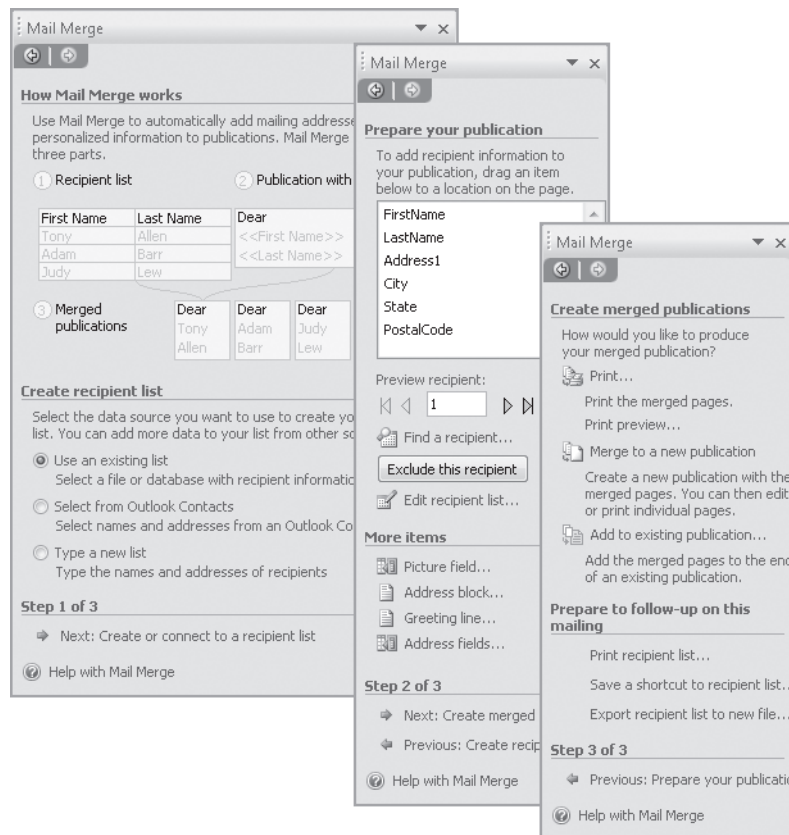 Mail Merge
How Mail Merge works
Use Mail Merge to automatically add mailing addresse
personalized information to publications. Mail Merge
three parts.
1 Recipient list
2 Publication with
First Name Last Name
Tony Allen
Adam Barr
Judy Lew
Dear
<<First Name>>
<<Last Name>>
3 Merged
publications
Dear
Tony
Allen
Dear
Adam
Barr
Dear
Judy
Lew
Create recipient list
Select the data source you want to use to create yo
list. You can add more data to your list from other so
Use an existing list
Select a file or database with recipient informatio
Select from Outlook Contacts
Select names and addresses from an Outlook Co
Type a new list
Type the names and addresses of recipients
Step 1 of 3
Next: Create or connect to a recipient list
Help with Mail Merge
Mail Merge
Prepare your publication
To add recipient information to
your publication, drag an item
below to a location on the page.
FirstName
LastName
Address1
City
State
PostalCode
Preview recipient:
1
Find a recipient...
Exclude this recipient
Edit recipient list...
More items
Picture field...
Address block...
Greeting line...
Address fields...
Step 2 of 3
Next: Create merged
Previous: Create recip
Help with Mail Merge
Mail Merge
Create merged publications
How would you like to produce
your merged publication?
Print...
Print the merged pages.
Print preview...
Merge to a new publication
Create a new publication with the
merged pages. You can then edit
or print individual pages.
Add to existing publication...
Add the merged pages to the end
of an existing publication.
Prepare to follow-up on this
mailing
Print recipient list...
Save a shortcut to recipient list..
Export recipient list to new file...
Step 3 of 3
Previous: Prepare your publicatio
Help with Mail Merge